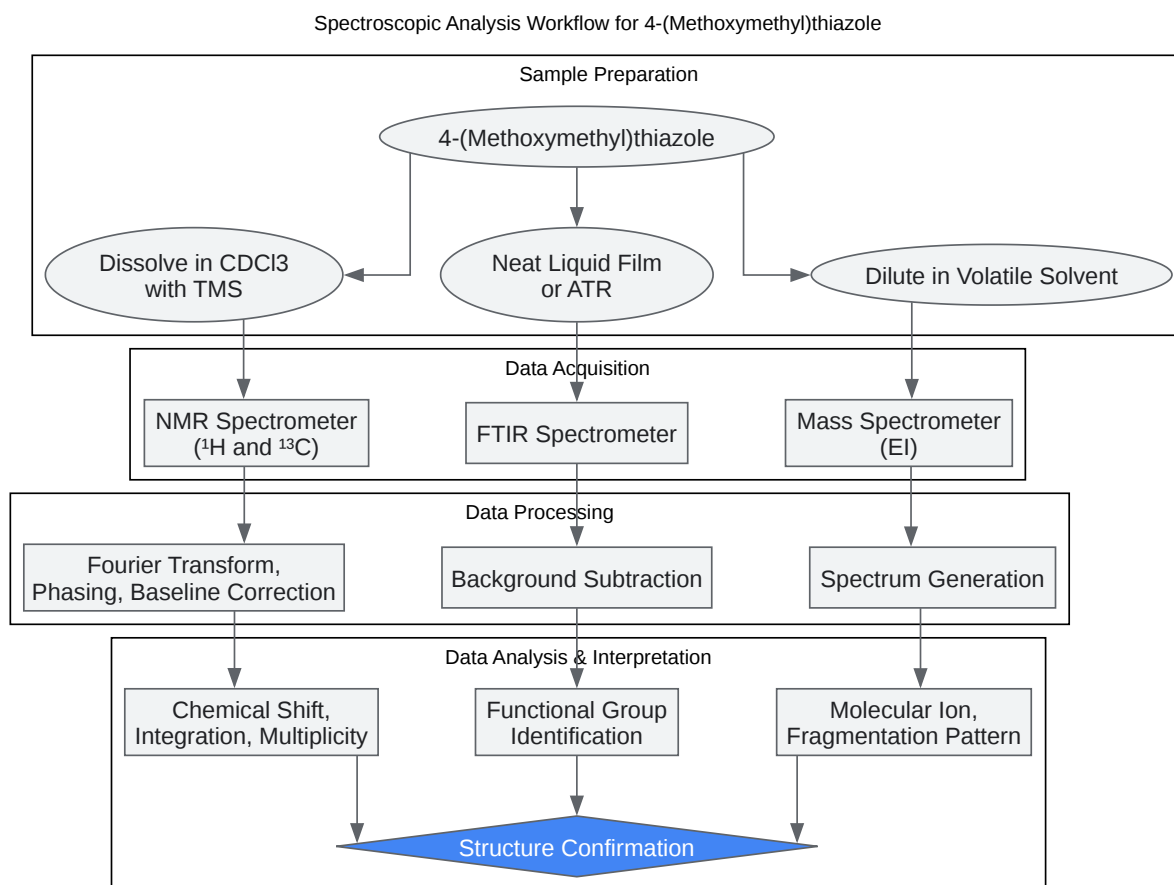 Spectroscopic Analysis Workflow for 4-(Methoxymethyl)thiazole
Sample Preparation
4-(Methoxymethyl)thiazole
Dissolve in CDCl3
with TMS
Neat Liquid Film
or ATR
Dilute in Volatile Solvent
Data Acquisition
NMR Spectrometer
(¹H and ¹³C)
FTIR Spectrometer
Mass Spectrometer
(EI)
Data Processing
Fourier Transform,
Phasing, Baseline Correction
Background Subtraction
Spectrum Generation
Data Analysis & Interpretation
Chemical Shift,
Integration, Multiplicity
Functional Group
Identification
Molecular Ion,
Fragmentation Pattern
Structure Confirmation